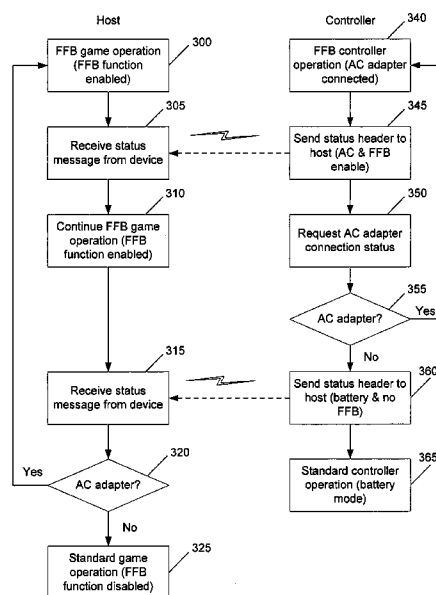 Host
Controller
FFB game operation
(FFB function
enabled)
300
FFB controller
operation (AC adapter
connected)
340
Receive status
message from device
305
Send status header to
host (AC & FFB
enable)
345
Continue FFB game
operation (FFB
function enabled)
310
Request AC adapter
connection status
350
AC adapter?
355
Yes
No
Receive status
message from device
315
Send status header to
host (battery & no
FFB)
360
AC adapter?
320
Yes
No
Standard controller
operation (battery
mode)
365
Standard game
operation (FFB
function disabled)
325